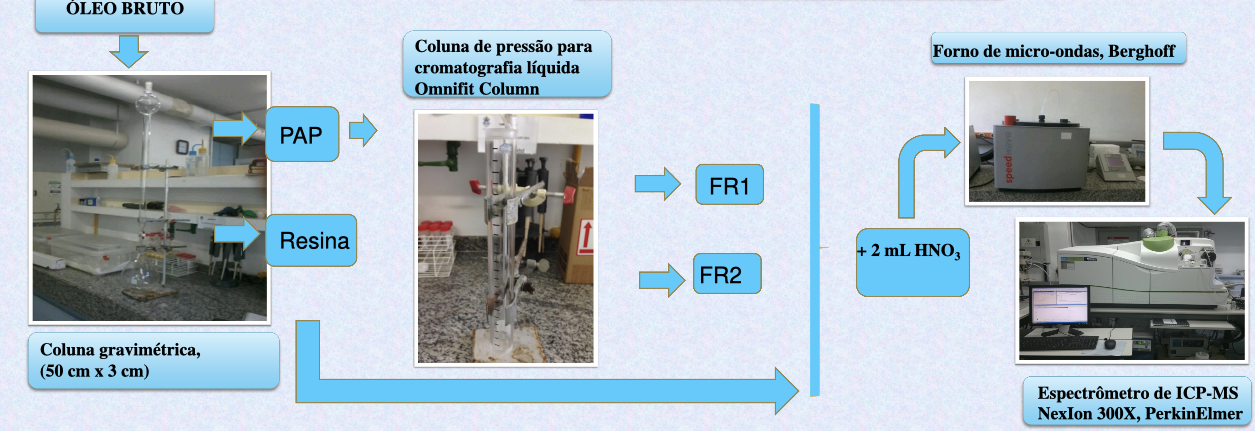 ÓLEO BRUTO
Coluna de pressão para
cromatografia líquida
Omnifit Column
Forno de micro-ondas, Berghoff
PAP
Resina
FR1
FR2
+ 2 mL HNO₃
speed
Coluna gravimétrica,
(50 cm x 3 cm)
Espectrômetro de ICP-MS
NexIon 300X, PerkinElmer